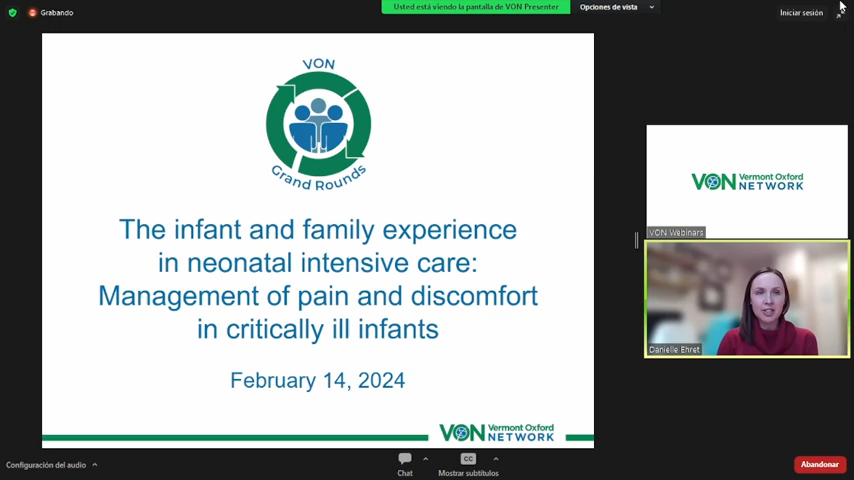 Grabando
Usted está viendo la pantalla de VON Presenter
Opciones de vista
Iniciar sesión
VON
Grand Rounds
The infant and family experience
in neonatal intensive care:
Management of pain and discomfort
in critically ill infants
February 14, 2024
VON Vermont Oxford
NETWORK
VON Vermont Oxford
NETWORK
VON Webinars
Danielle Ehret
Configuración del audio
Chat
CC
Mostrar subtítulos
Abandonar